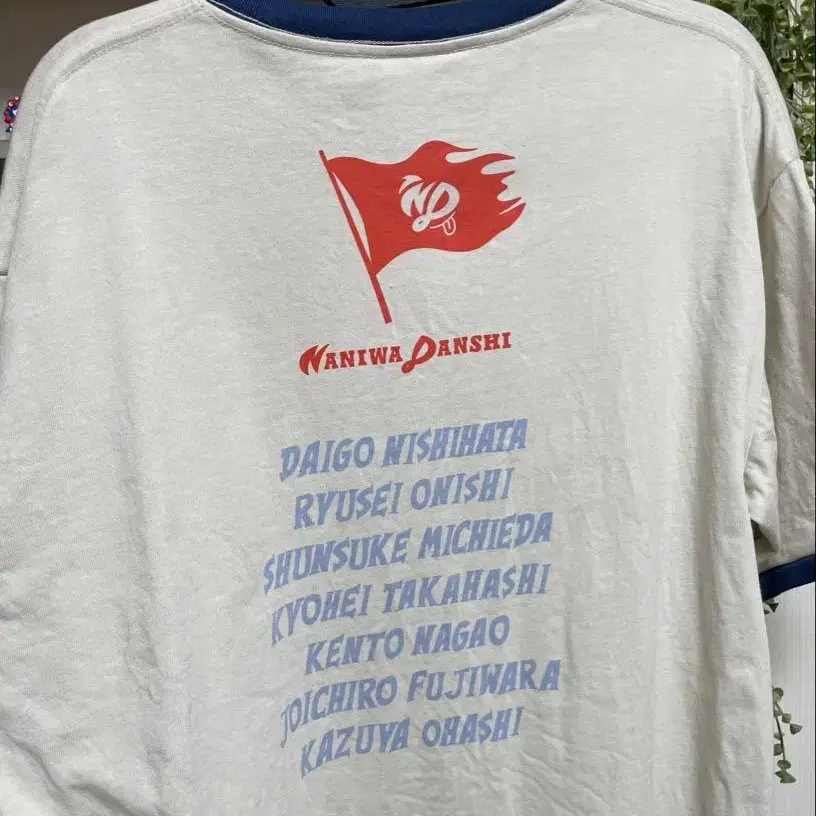 ND
NANIWA DANSHI
DAIGO NISHIHATA
RYUSEI ONISHI
SHUNSUKE MICHIEDA
KYOHEI TAKAHASHI
KENTO NAGAO
JOICHIRO FUJIWARA
KAZUYA OHASHI